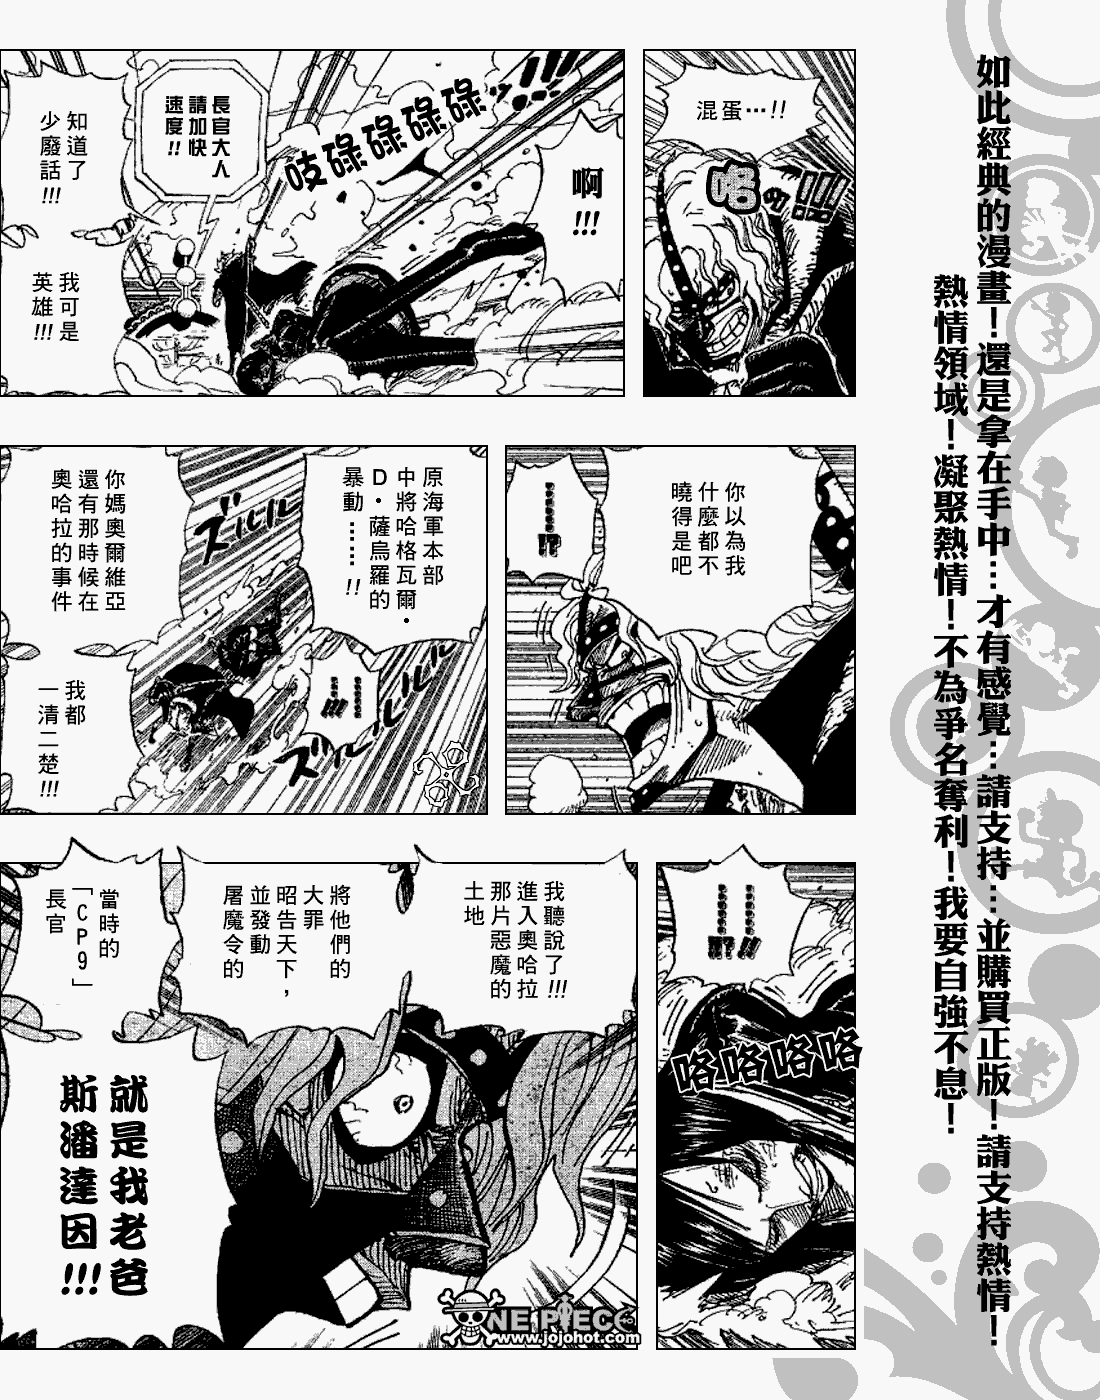 如此經典的漫畫！還是拿在手中…才有感覺…請支持…並購買正版！請支持熱情！
熱情領域！凝聚熱情！不為爭名奪利！我要自強不息！
混蛋…!!
咯
啊!!!
吱碌碌碌碌
長官大人
請加快
速度!!
知道了
少廢話!!!
我可是
英雄!!!
你以為我
什麼都不
曉得是吧
……!?
原海軍本部
中將哈格瓦爾・
D・薩烏羅的
暴動……!!
ズルル
……!!!
ズルルル
你媽奧爾維亞
還有那時候在
奧哈拉的事件
我都
一清二楚!!!
……!?!!
咯咯咯咯
我聽說了!!!
進入奧哈拉
那片惡魔的
土地
將他們的
大罪
昭告天下，
並發動
屠魔令的
當時的
「CP9」
長官
就是我老爸
斯潘達因!!!
ONE PIECE
www.jojohot.com